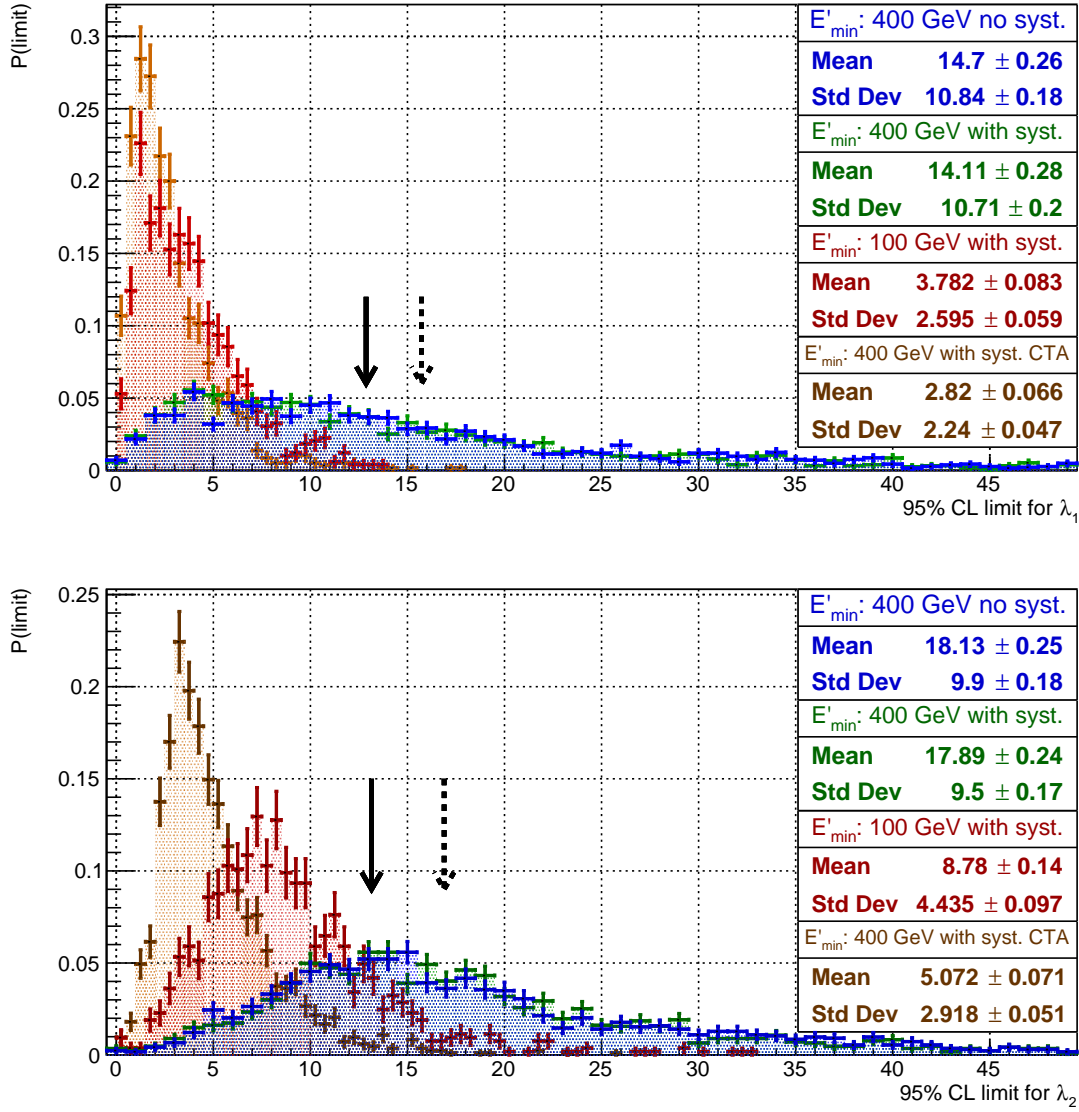 P(limit)
0.3
0.25
0.2
0.15
0.1
0.05
0
0 5 10 15 20 25 30 35 40 45
95% CL limit for λ1
E'min: 400 GeV no syst.
Mean 14.7 ± 0.26
Std Dev 10.84 ± 0.18
E'min: 400 GeV with syst.
Mean 14.11 ± 0.28
Std Dev 10.71 ± 0.2
E'min: 100 GeV with syst.
Mean 3.782 ± 0.083
Std Dev 2.595 ± 0.059
E'min: 400 GeV with syst. CTA
Mean 2.82 ± 0.066
Std Dev 2.24 ± 0.047
P(limit)
0.25
0.2
0.15
0.1
0.05
0
0 5 10 15 20 25 30 35 40 45
95% CL limit for λ2
E'min: 400 GeV no syst.
Mean 18.13 ± 0.25
Std Dev 9.9 ± 0.18
E'min: 400 GeV with syst.
Mean 17.89 ± 0.24
Std Dev 9.5 ± 0.17
E'min: 100 GeV with syst.
Mean 8.78 ± 0.14
Std Dev 4.435 ± 0.097
E'min: 400 GeV with syst. CTA
Mean 5.072 ± 0.071
Std Dev 2.918 ± 0.051